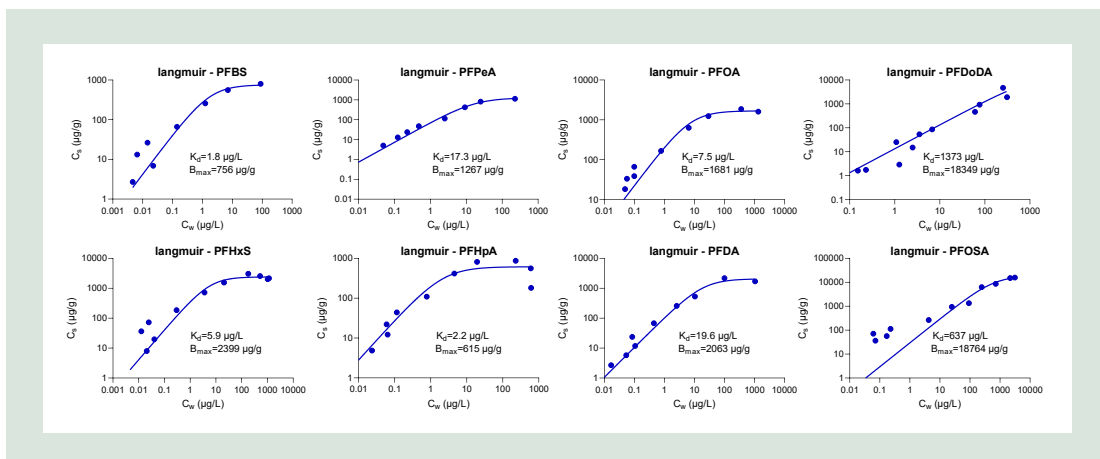 langmuir - PFBS
1000
100
10
1
0.001
0.01
0.1
1
10
100
1000
Cs (µg/g)
Cw (µg/L)
Kd=1.8 µg/L
Bmax=756 µg/g
langmuir - PFPeA
10000
1000
100
10
1
0.1
0.01
0.01
0.1
1
10
100
1000
Cs (µg/g)
Cw (µg/L)
Kd=17.3 µg/L
Bmax=1267 µg/g
langmuir - PFOA
10000
1000
100
10
0.01
0.1
1
10
100
1000
10000
Cs (µg/g)
Cw (µg/L)
Kd=7.5 µg/L
Bmax=1681 µg/g
langmuir - PFDoDA
10000
1000
100
10
1
0.1
0.1
1
10
100
1000
Cs (µg/g)
Cw (µg/L)
Kd=1373 µg/L
Bmax=18349 µg/g
langmuir - PFHxS
10000
1000
100
10
1
0.001
0.01
0.1
1
10
100
1000
10000
Cs (µg/g)
Cw (µg/L)
Kd=5.9 µg/L
Bmax=2399 µg/g
langmuir - PFHpA
1000
100
10
1
0.01
0.1
1
10
100
1000
Cs (µg/g)
Cw (µg/L)
Kd=2.2 µg/L
Bmax=615 µg/g
langmuir - PFDA
10000
1000
100
10
1
0.01
0.1
1
10
100
1000
10000
Cs (µg/g)
Cw (µg/L)
Kd=19.6 µg/L
Bmax=2063 µg/g
langmuir - PFOSA
100000
10000
1000
100
10
1
0.01
0.1
1
10
100
1000
10000
Cs (µg/g)
Cw (µg/L)
Kd=637 µg/L
Bmax=18764 µg/g